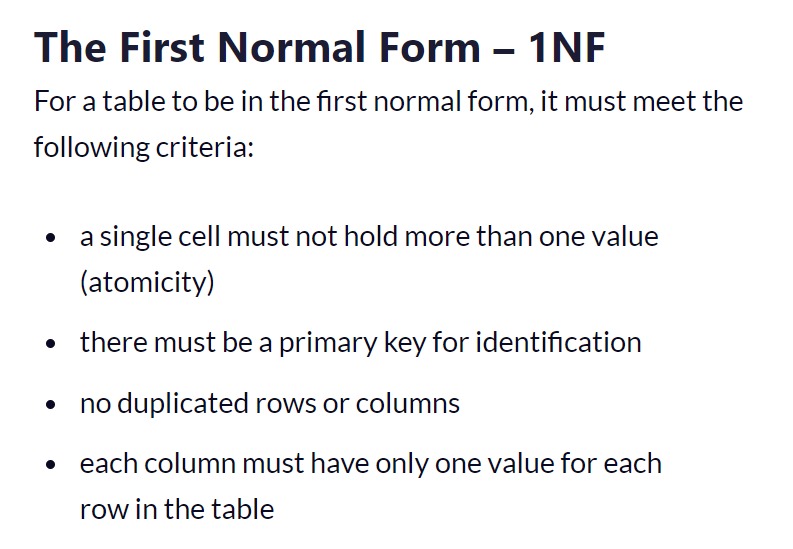 The First Normal Form – 1NF
For a table to be in the first normal form, it must meet the
following criteria:
• a single cell must not hold more than one value
(atomicity)
• there must be a primary key for identification
• no duplicated rows or columns
• each column must have only one value for each
row in the table